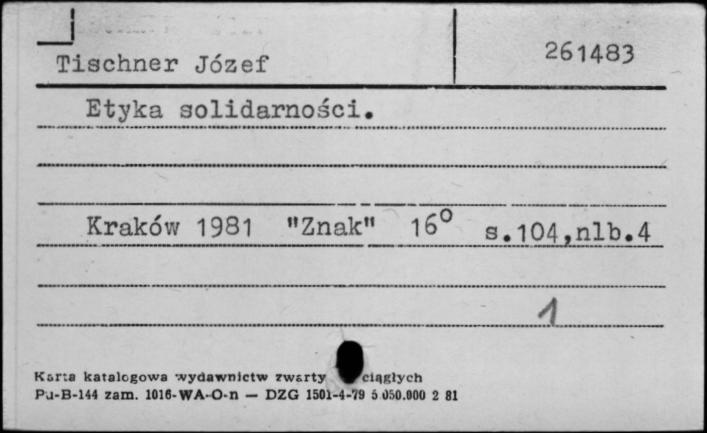 Tischner Józef 261483
Etyka solidarności.
Kraków 1981 "Znak" 16° s.104,nlb.4
1
Karta katalogowa wydawnictw zwarty ciągłych
Pu-B-144 zam. 1016-WA-O-n — DZG 1501-4-79 5 050.000 2 81